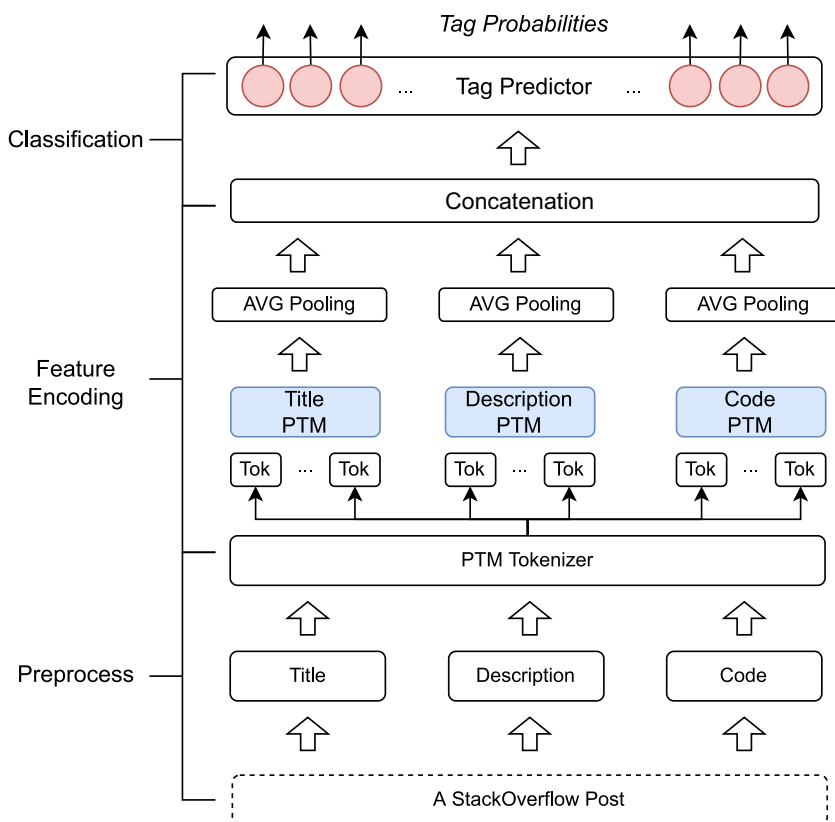 Tag Probabilities
... Tag Predictor ...
Classification
Concatenation
AVG Pooling AVG Pooling AVG Pooling
Feature
Encoding
Title
PTM
Description
PTM
Code
PTM
Tok ... Tok Tok ... Tok Tok ... Tok
PTM Tokenizer
Preprocess
Title Description Code
A StackOverflow Post